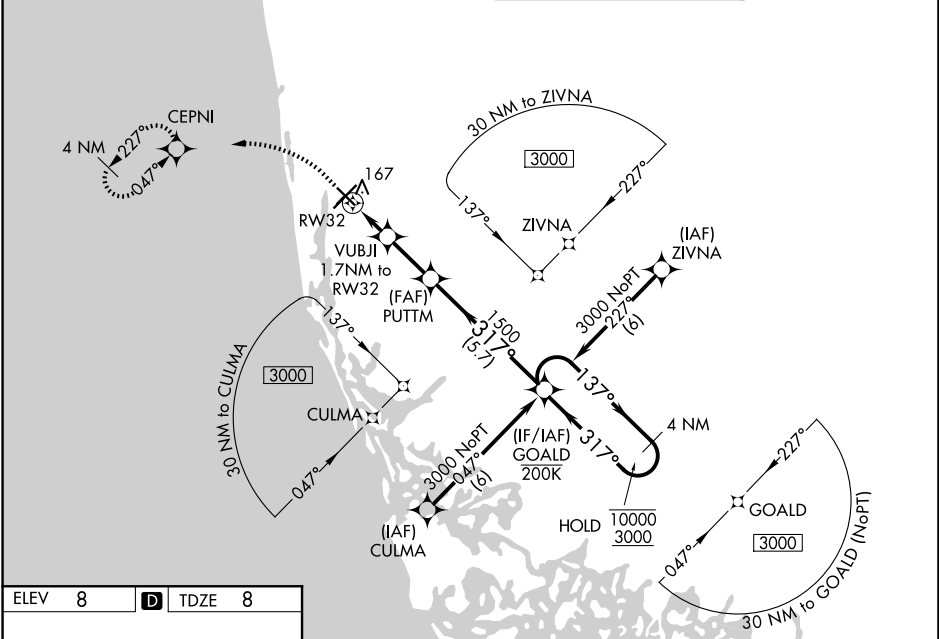 CEPNI
4 NM
227°
047°
167
RW32
VUBJI
1.7NM to
RW32
(FAF)
PUTTM
30 NM to ZIVNA
3000
137°
227°
ZIVNA
(IAF)
ZIVNA
3000 NoPT
227°
(6)
1500
317°
(5.7)
30 NM to CULMA
3000
137°
047°
CULMA
137°
317°
4 NM
(IF/IAF)
GOALD
200K
3000 NoPT
047°
(6)
(IAF)
CULMA
HOLD
10000
3000
227°
047°
GOALD
3000
30 NM to GOALD (NoPT)
ELEV 8 D TDZE 8